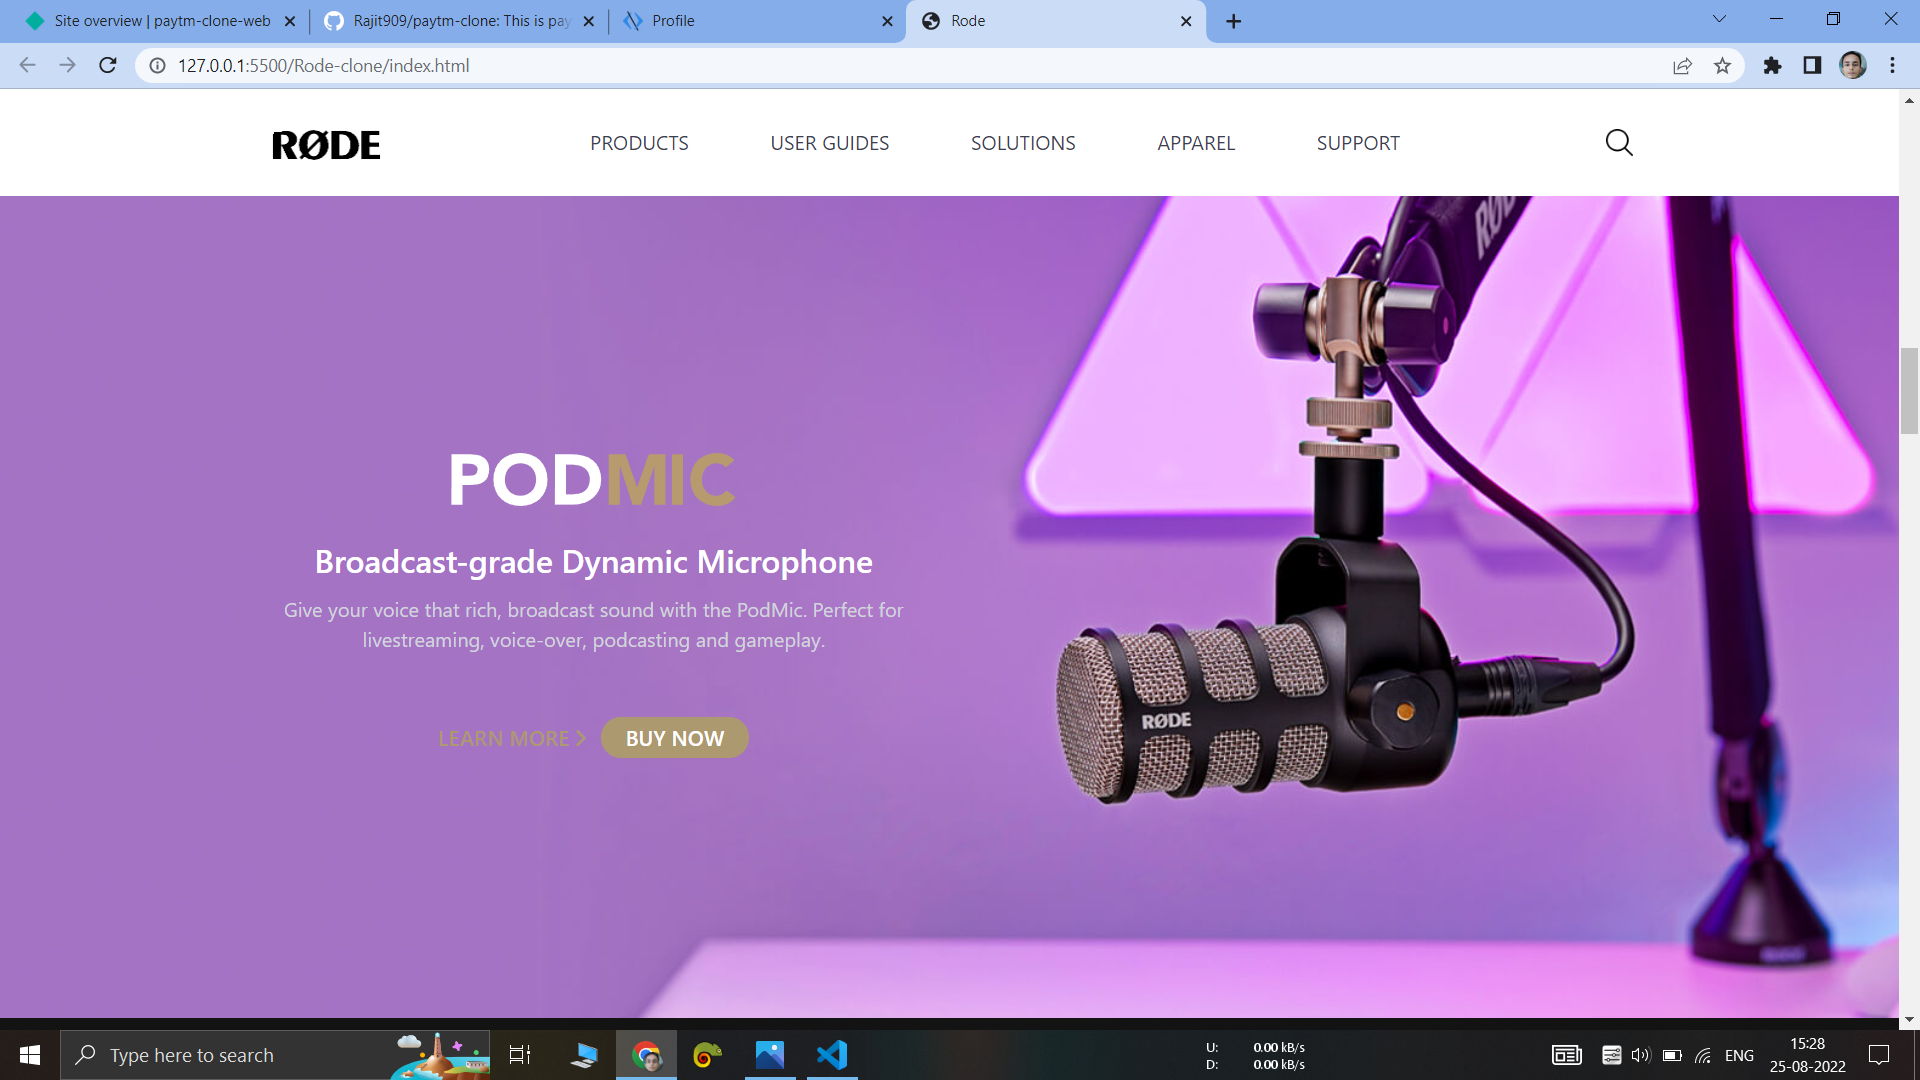 Site overview | paytm-clone-web
Rajit909/paytm-clone: This is pay
Profile
Rode
127.0.0.1:5500/Rode-clone/index.html
RØDE
PRODUCTS
USER GUIDES
SOLUTIONS
APPAREL
SUPPORT
RØD
PODMIC
Broadcast-grade Dynamic Microphone
Give your voice that rich, broadcast sound with the PodMic. Perfect for
livestreaming, voice-over, podcasting and gameplay.
LEARN MORE
BUY NOW
RØDE
Type here to search
U: 0.00 kB/s
D: 0.00 kB/s
ENG
15:28
25-08-2022